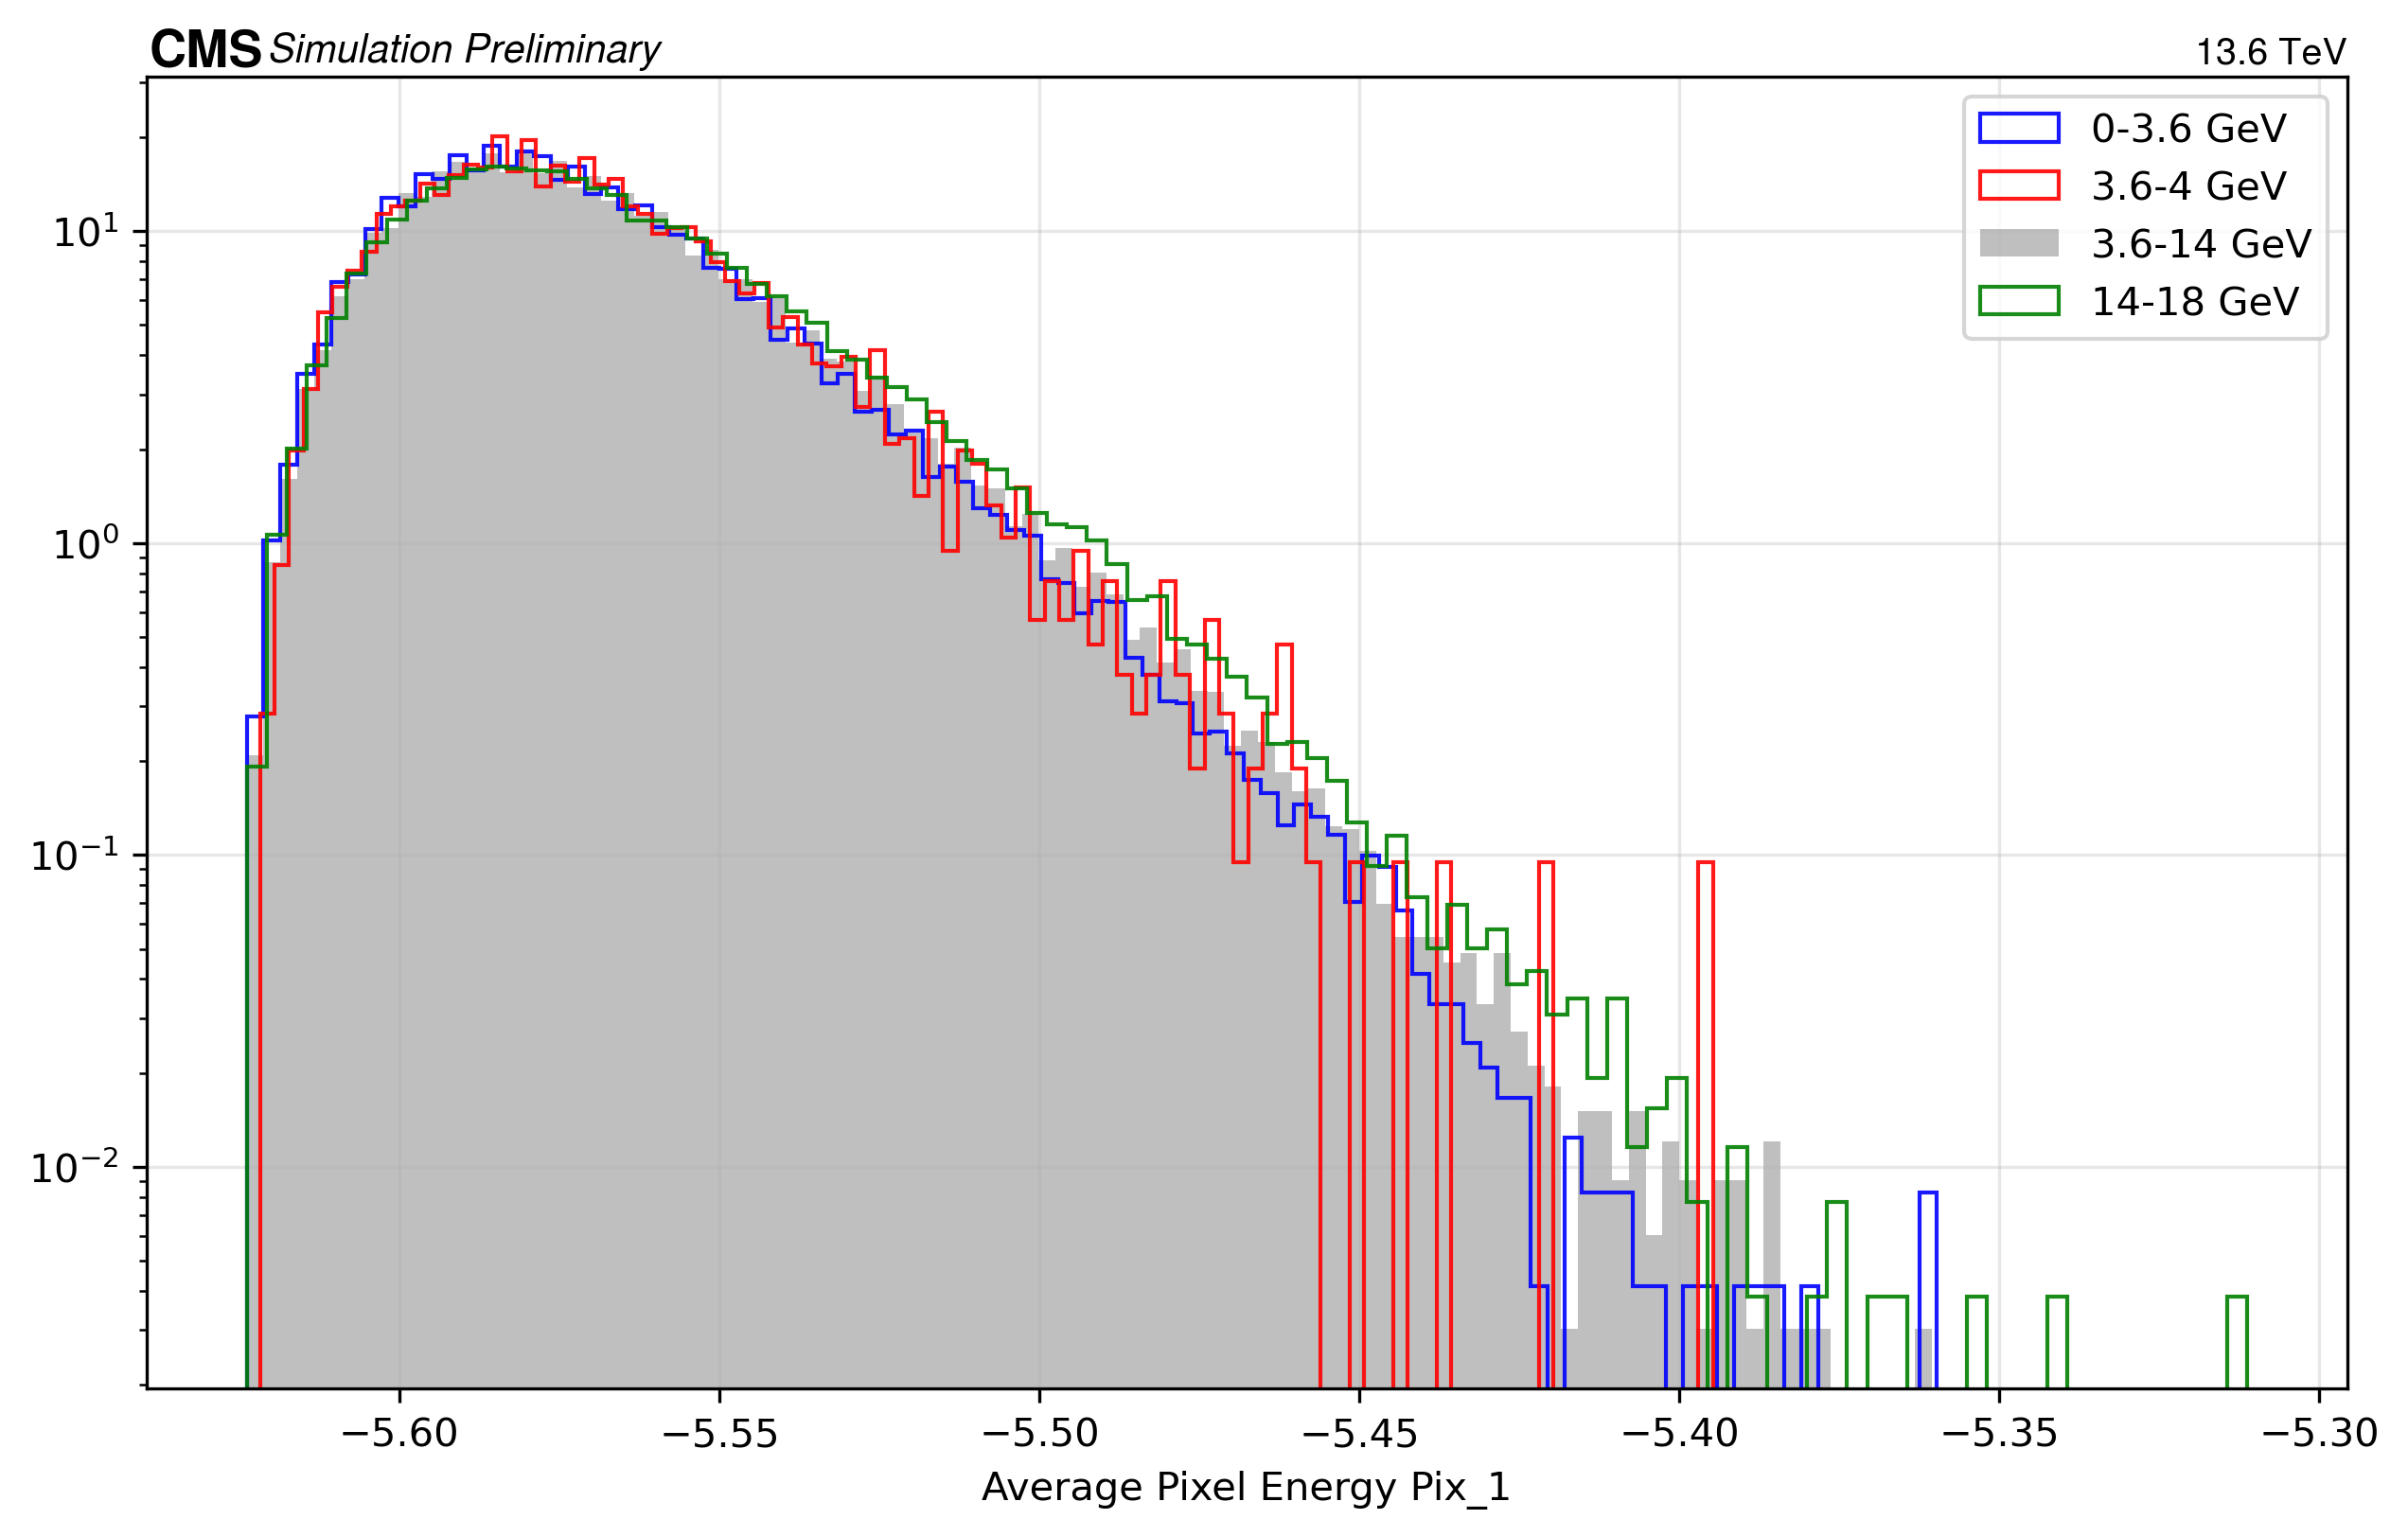 CMS Simulation Preliminary
13.6 TeV
0-3.6 GeV
3.6-4 GeV
3.6-14 GeV
14-18 GeV
10¹
10⁰
10⁻¹
10⁻²
−5.60 −5.55 −5.50 −5.45 −5.40 −5.35 −5.30
Average Pixel Energy Pix_1